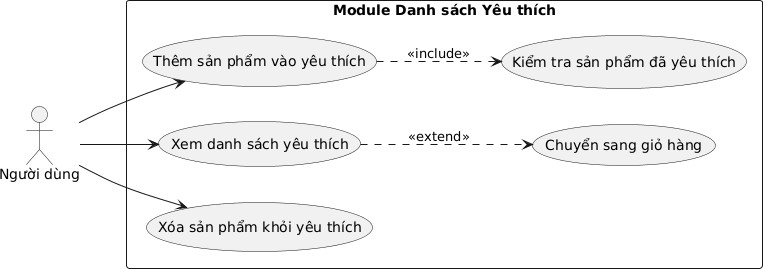 Module Danh sách Yêu thích
Thêm sản phẩm vào yêu thích
«include»
Kiểm tra sản phẩm đã yêu thích
Người dùng
Xem danh sách yêu thích
«extend»
Chuyển sang giỏ hàng
Xóa sản phẩm khỏi yêu thích